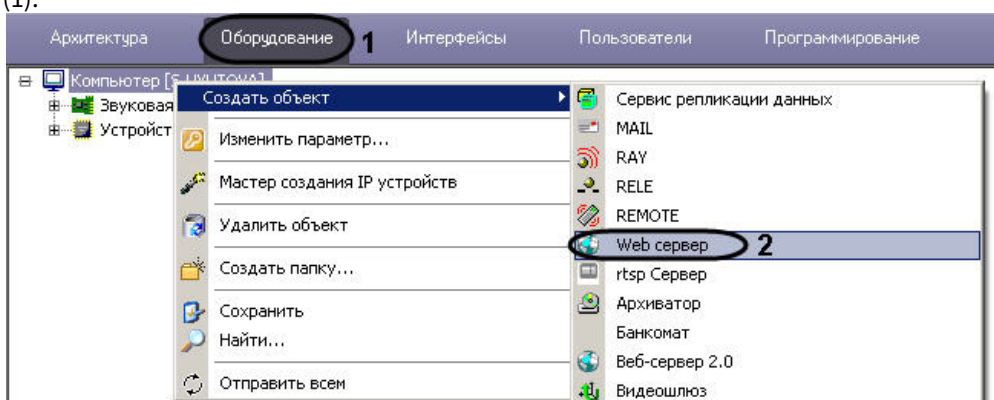 (1).
Архитектура Оборудование 1 Интерфейсы Пользователи Программирование
Компьютер [S-UYUTOVA]
Звуковая
Устройст
Создать объект
Изменить параметр...
Мастер создания IP устройств
Удалить объект
Создать папку...
Сохранить
Найти...
Отправить всем
Сервис репликации данных
MAIL
RAY
RELE
REMOTE
Web сервер 2
rtsp Сервер
Архиватор
Банкомат
Веб-сервер 2.0
Видеошлюз